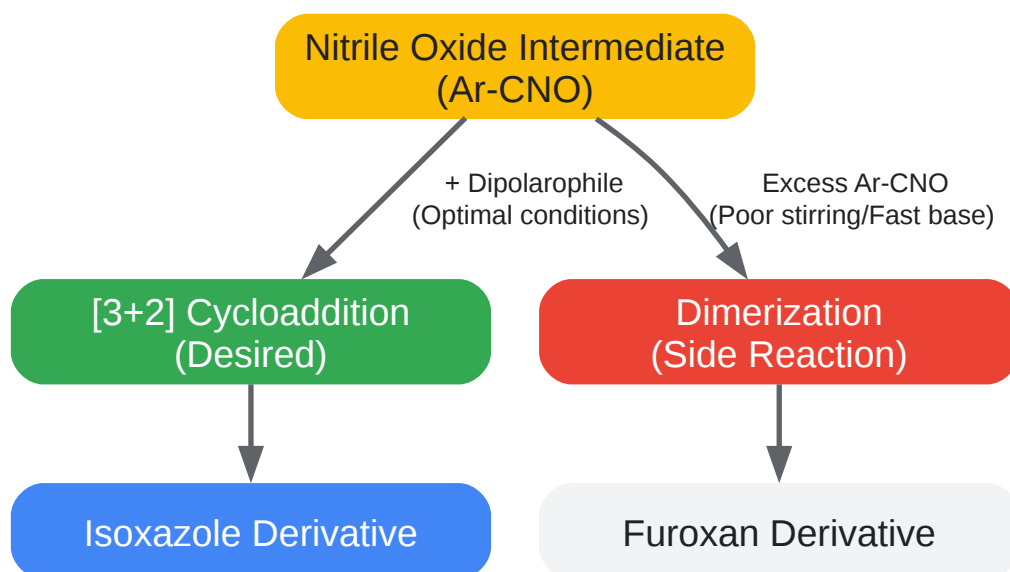 Nitrile Oxide Intermediate
(Ar-CNO)
+ Dipolarophile
(Optimal conditions)
Excess Ar-CNO
(Poor stirring/Fast base)
[3+2] Cycloaddition
(Desired)
Dimerization
(Side Reaction)
Isoxazole Derivative
Furoxan Derivative